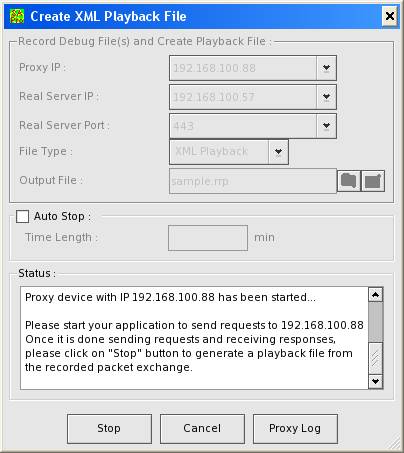 Create XML Playback File
Record Debug File(s) and Create Playback File :
Proxy IP : 192.168.100.88
Real Server IP : 192.168.100.57
Real Server Port : 443
File Type : XML Playback
Output File : sample.rrp
Auto Stop :
Time Length : min
Status :
Proxy device with IP 192.168.100.88 has been started...
Please start your application to send requests to 192.168.100.88
Once it is done sending requests and receiving responses,
please click on "Stop" button to generate a playback file from
the recorded packet exchange.
Stop Cancel Proxy Log